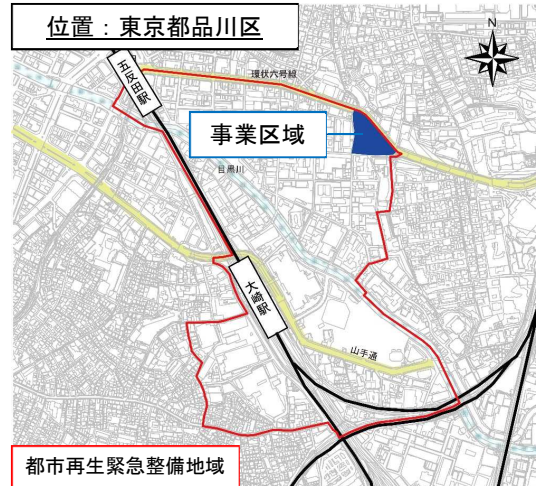 位置：東京都品川区
N
五反田駅
環状六号線
事業区域
目黒川
大崎駅
山手通
都市再生緊急整備地域